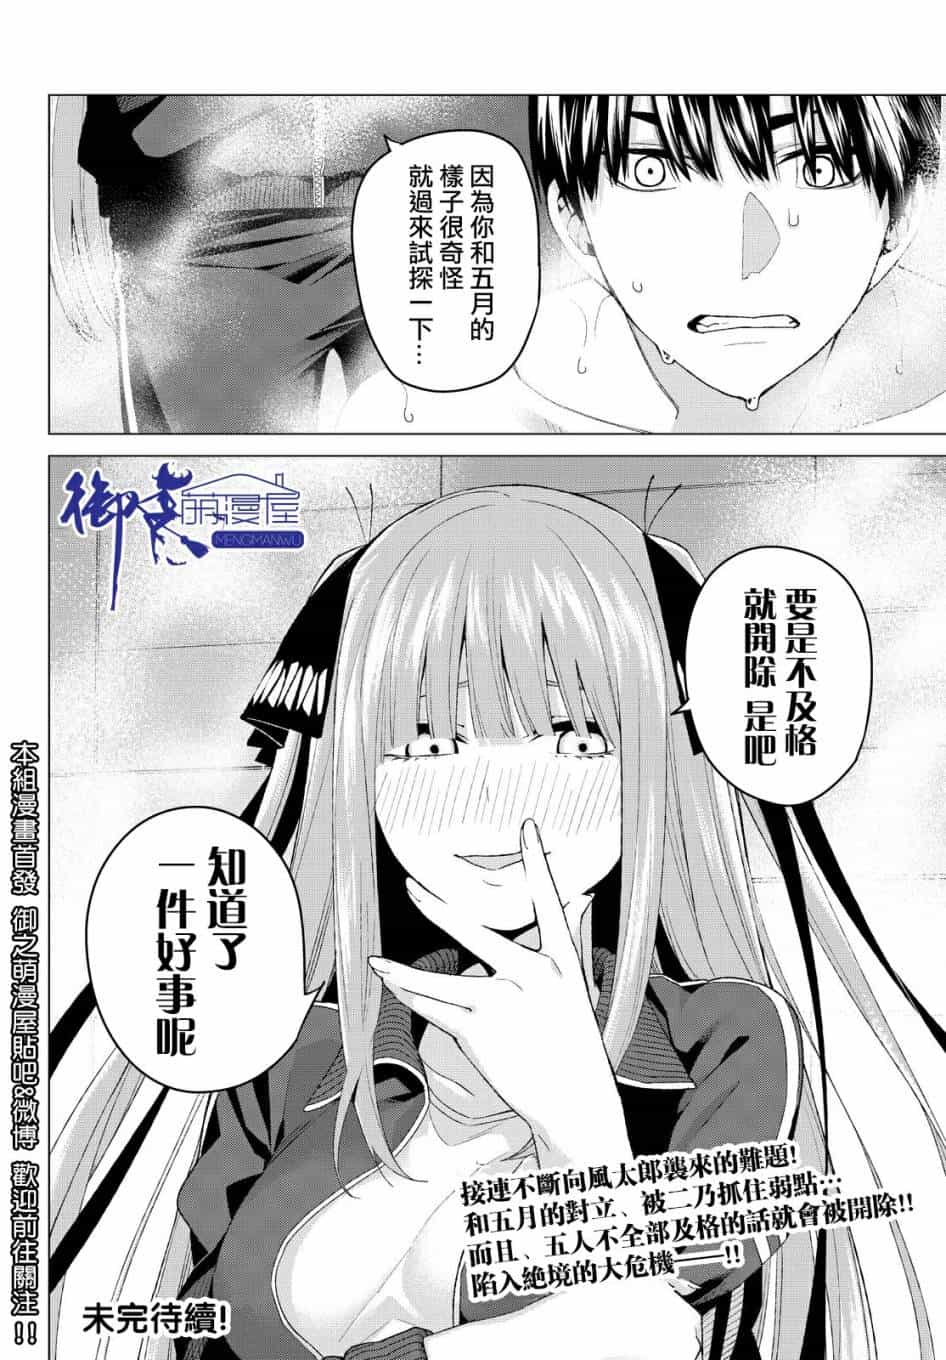 因為你和五月的
樣子很奇怪
就過來試探一下…
御之萌漫屋
MENGMANWU
要是不及格
就開除 是吧
知道了
一件好事呢
接連不斷向風太郎襲來的難題!
和五月的對立、被二乃抓住弱點…
而且、五人不全部及格的話就會被開除!!
陷入絕境的大危機——!!
未完待續!
本組漫畫首發 御之萌漫屋貼吧&微博 歡迎前往關注!!